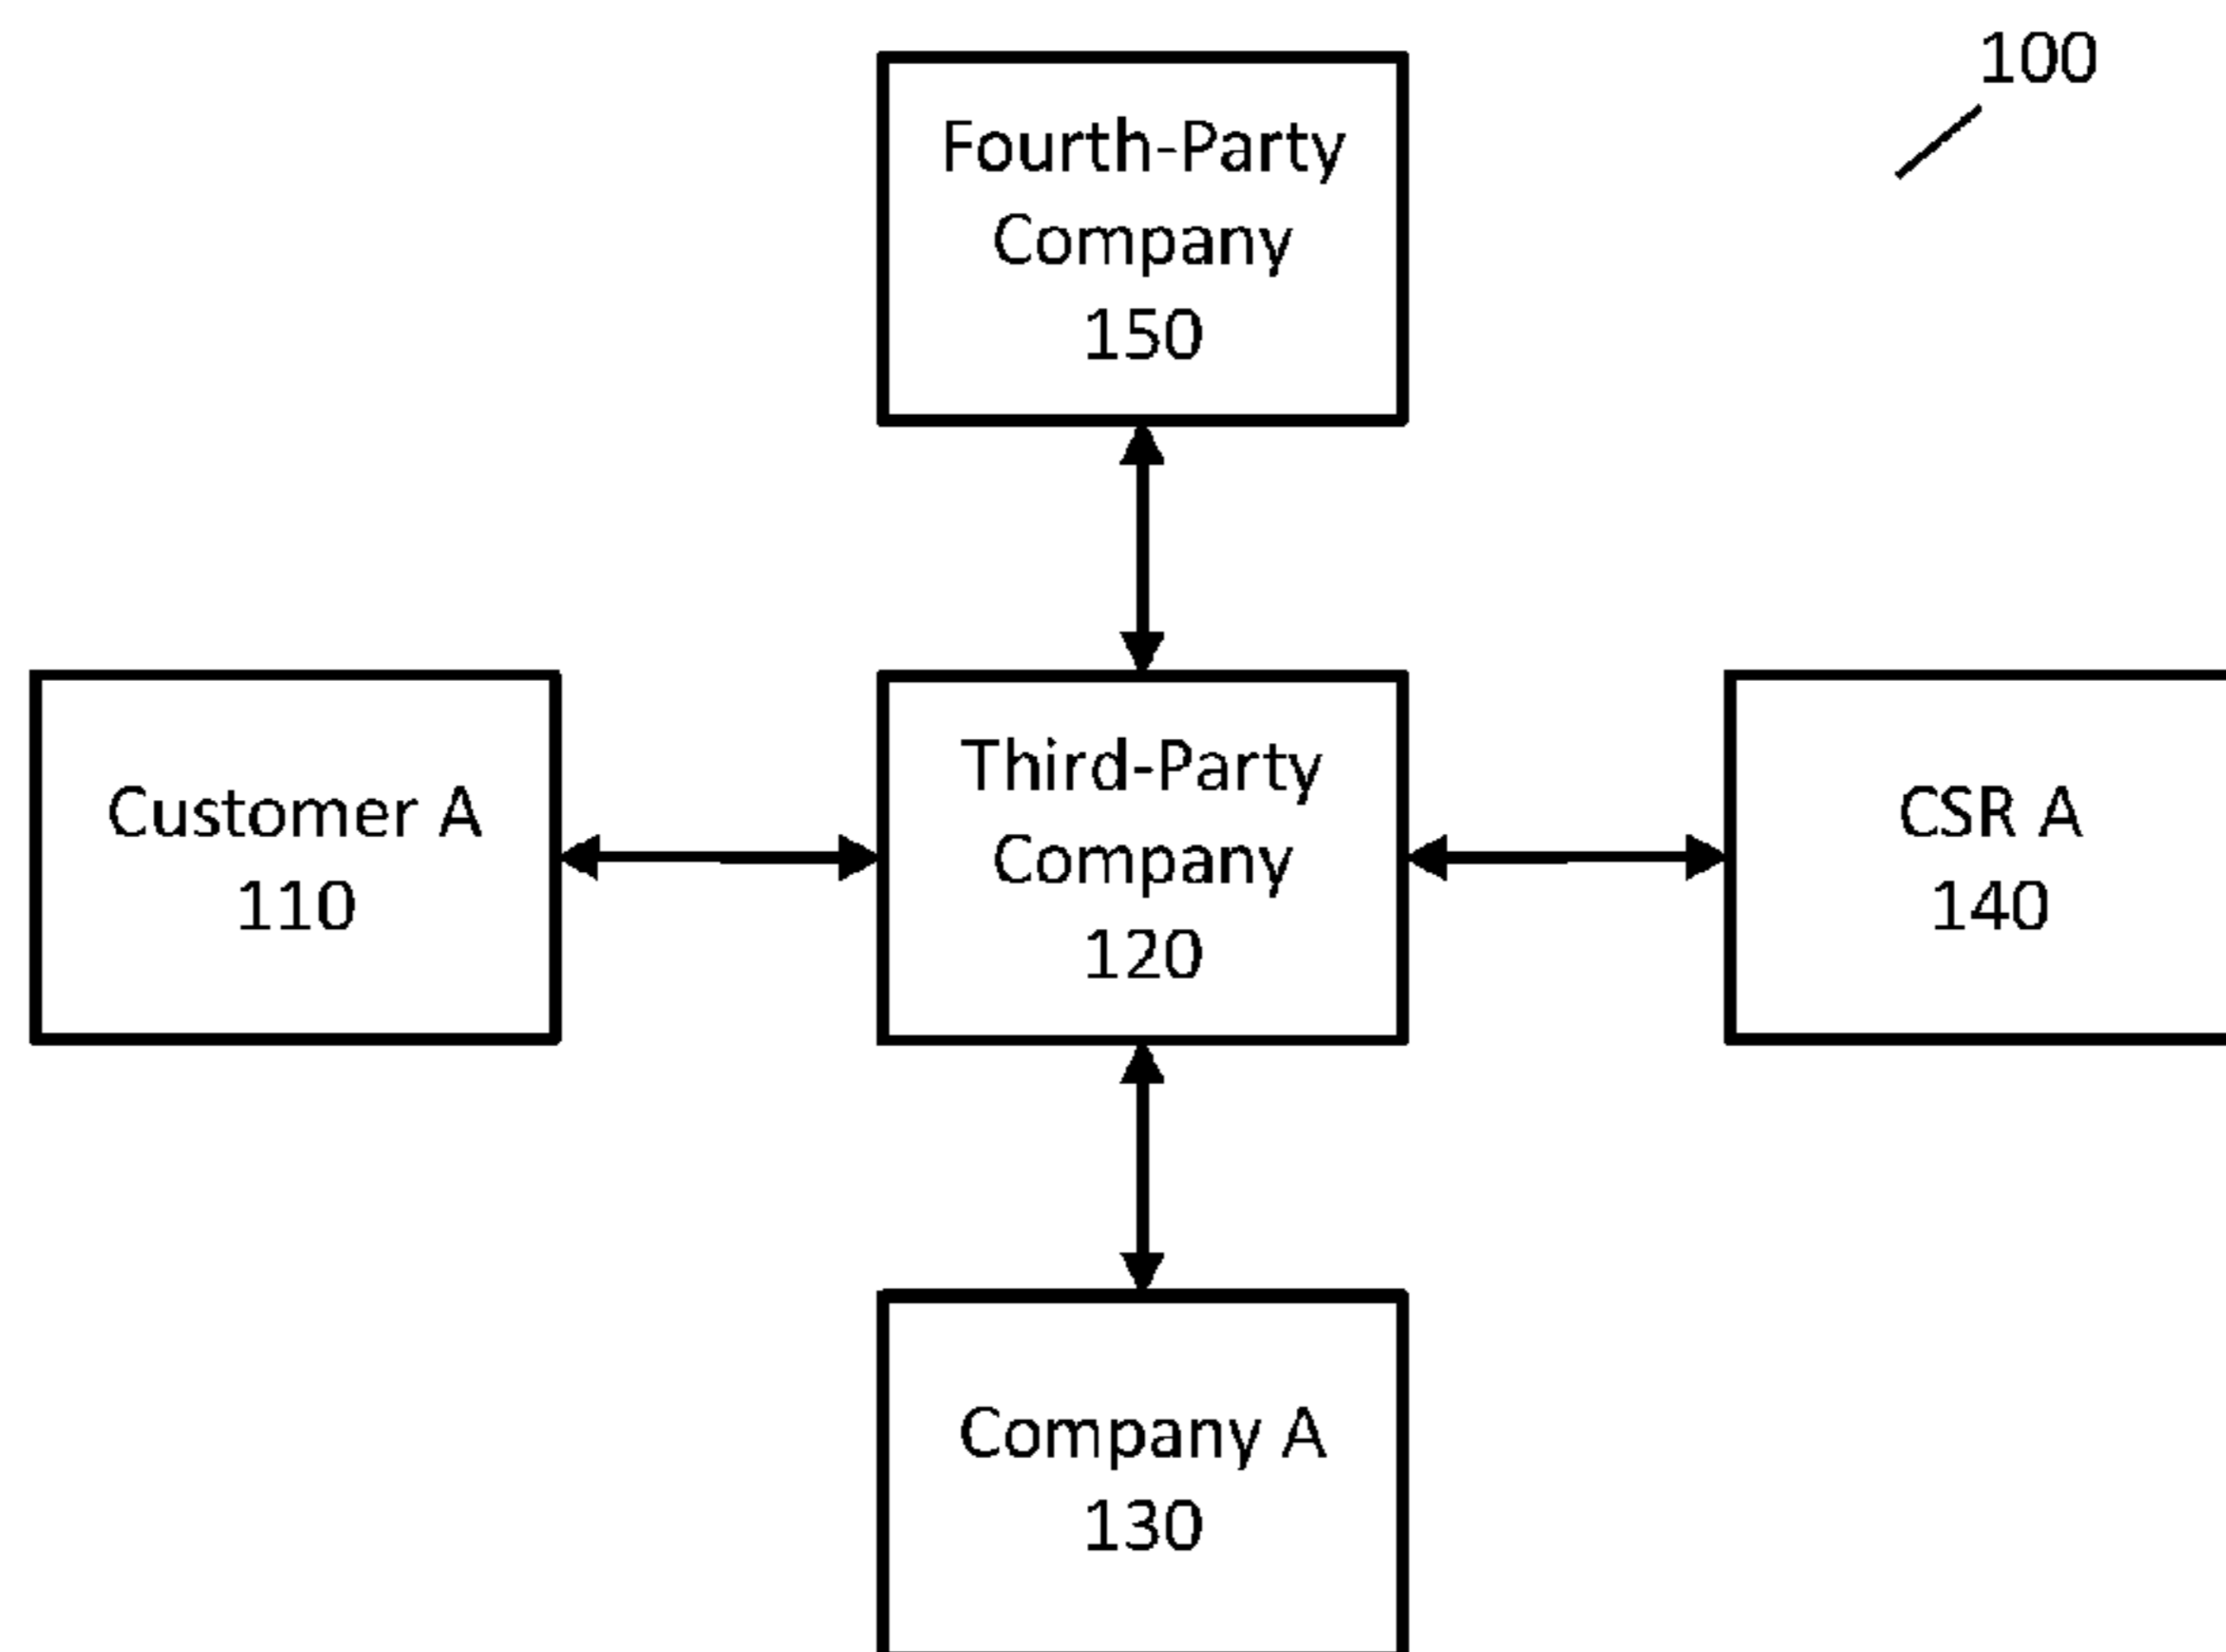 100
Fourth-Party
Company
150
Customer A
110
Third-Party
Company
120
CSR A
140
Company A
130